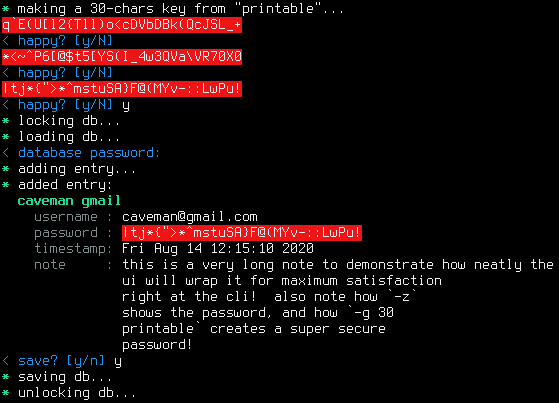 * making a 30-chars key from "printable"...
q`E(U[l2(Tll)o<cDVbDBk(QcJSL_+
< happy? [y/N]
*<~^P6[@$t5[YS(I_4w3QVa\VR70X0
< happy? [y/N]
!tj*{">*^mstuSA}F@(MYv-::LwPu!
< happy? [y/N] y
* locking db...
* loading db...
< database password:
* adding entry...
* added entry:
caveman gmail
username : caveman@gmail.com
password : !tj*{">*^mstuSA}F@(MYv-::LwPu!
timestamp: Fri Aug 14 12:15:10 2020
note : this is a very long note to demonstrate how neatly the
ui will wrap it for maximum satisfaction
right at the cli! also note how `-z`
shows the password, and how `-g 30
printable` creates a super secure
password!
< save? [y/n] y
* saving db...
* unlocking db...